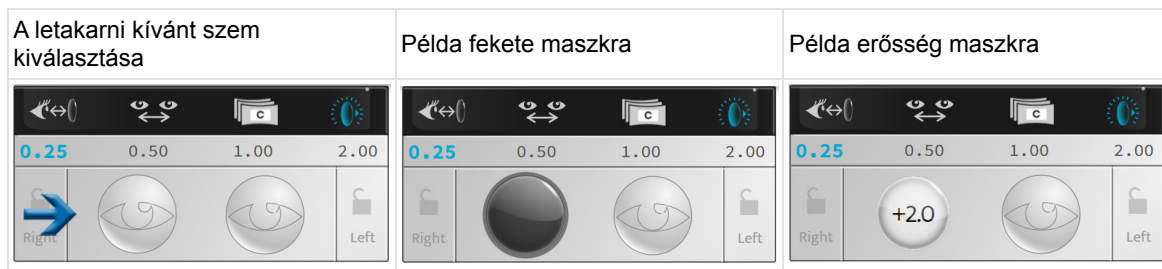 A letakarni kívánt szem
kiválasztása
Példa fekete maszkra
Példa erősség maszkra
C
0.25 0.50 1.00 2.00
Right
Left
C
0.25 0.50 1.00 2.00
Right
Left
C
0.25 0.50 1.00 2.00
+2.0
Right
Left